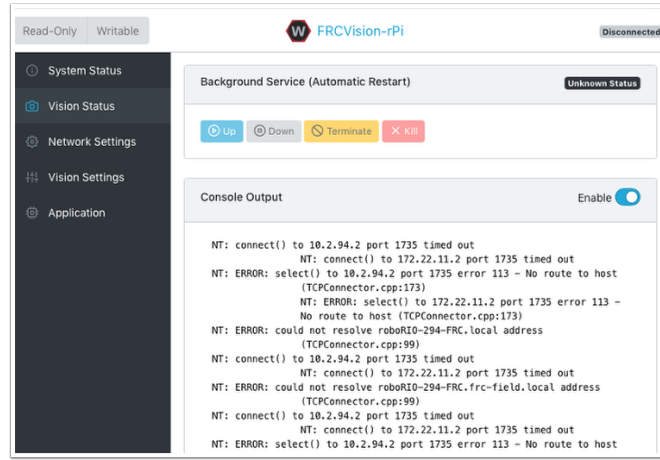 Read-Only Writable
W FRCVision-rPi
Disconnected
System Status
Vision Status
Network Settings
Vision Settings
Application
Background Service (Automatic Restart)
Unknown Status
Up Down Terminate Kill
Console Output
Enable
NT: connect() to 10.2.94.2 port 1735 timed out
NT: connect() to 172.22.11.2 port 1735 timed out
NT: ERROR: select() to 10.2.94.2 port 1735 error 113 - No route to host
(TCPConnector.cpp:173)
NT: ERROR: select() to 172.22.11.2 port 1735 error 113 -
No route to host (TCPConnector.cpp:173)
NT: ERROR: could not resolve roboRIO-294-FRC.local address
(TCPConnector.cpp:99)
NT: connect() to 10.2.94.2 port 1735 timed out
NT: connect() to 172.22.11.2 port 1735 timed out
NT: ERROR: could not resolve roboRIO-294-FRC.frc-field.local address
(TCPConnector.cpp:99)
NT: connect() to 10.2.94.2 port 1735 timed out
NT: connect() to 172.22.11.2 port 1735 timed out
NT: ERROR: select() to 10.2.94.2 port 1735 error 113 - No route to host